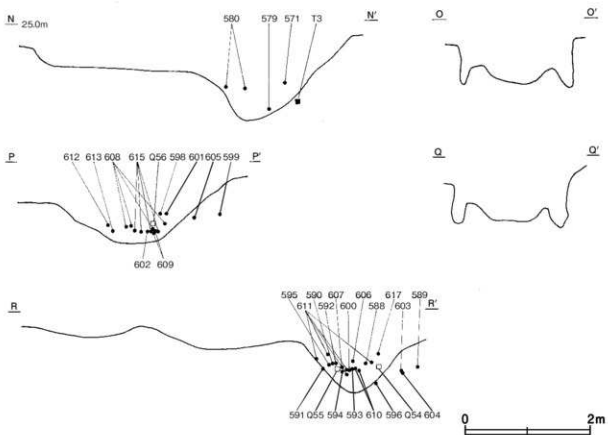 N 25.0m 580 579 571 T3 N' O O'
P 612 613 608 615 Q56 598 601 605 599 P' Q Q'
602 609
595 590 607 606 617 589
R 611 592 600 588 603 R'
591 Q55 594 593 610 596 Q54 604
0 2m